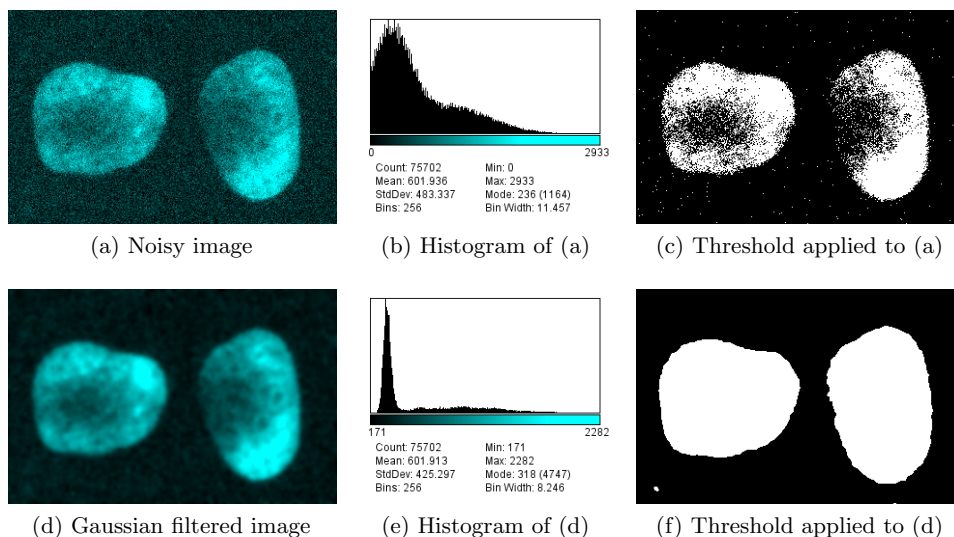 0 2933
Count: 75702 Min: 0
Mean: 601.936 Max: 2933
StdDev: 483.337 Mode: 236 (1164)
Bins: 256 Bin Width: 11.457
(a) Noisy image (b) Histogram of (a) (c) Threshold applied to (a)
171 2282
Count: 75702 Min: 171
Mean: 601.913 Max: 2282
StdDev: 425.297 Mode: 318 (4747)
Bins: 256 Bin Width: 8.246
(d) Gaussian filtered image (e) Histogram of (d) (f) Threshold applied to (d)